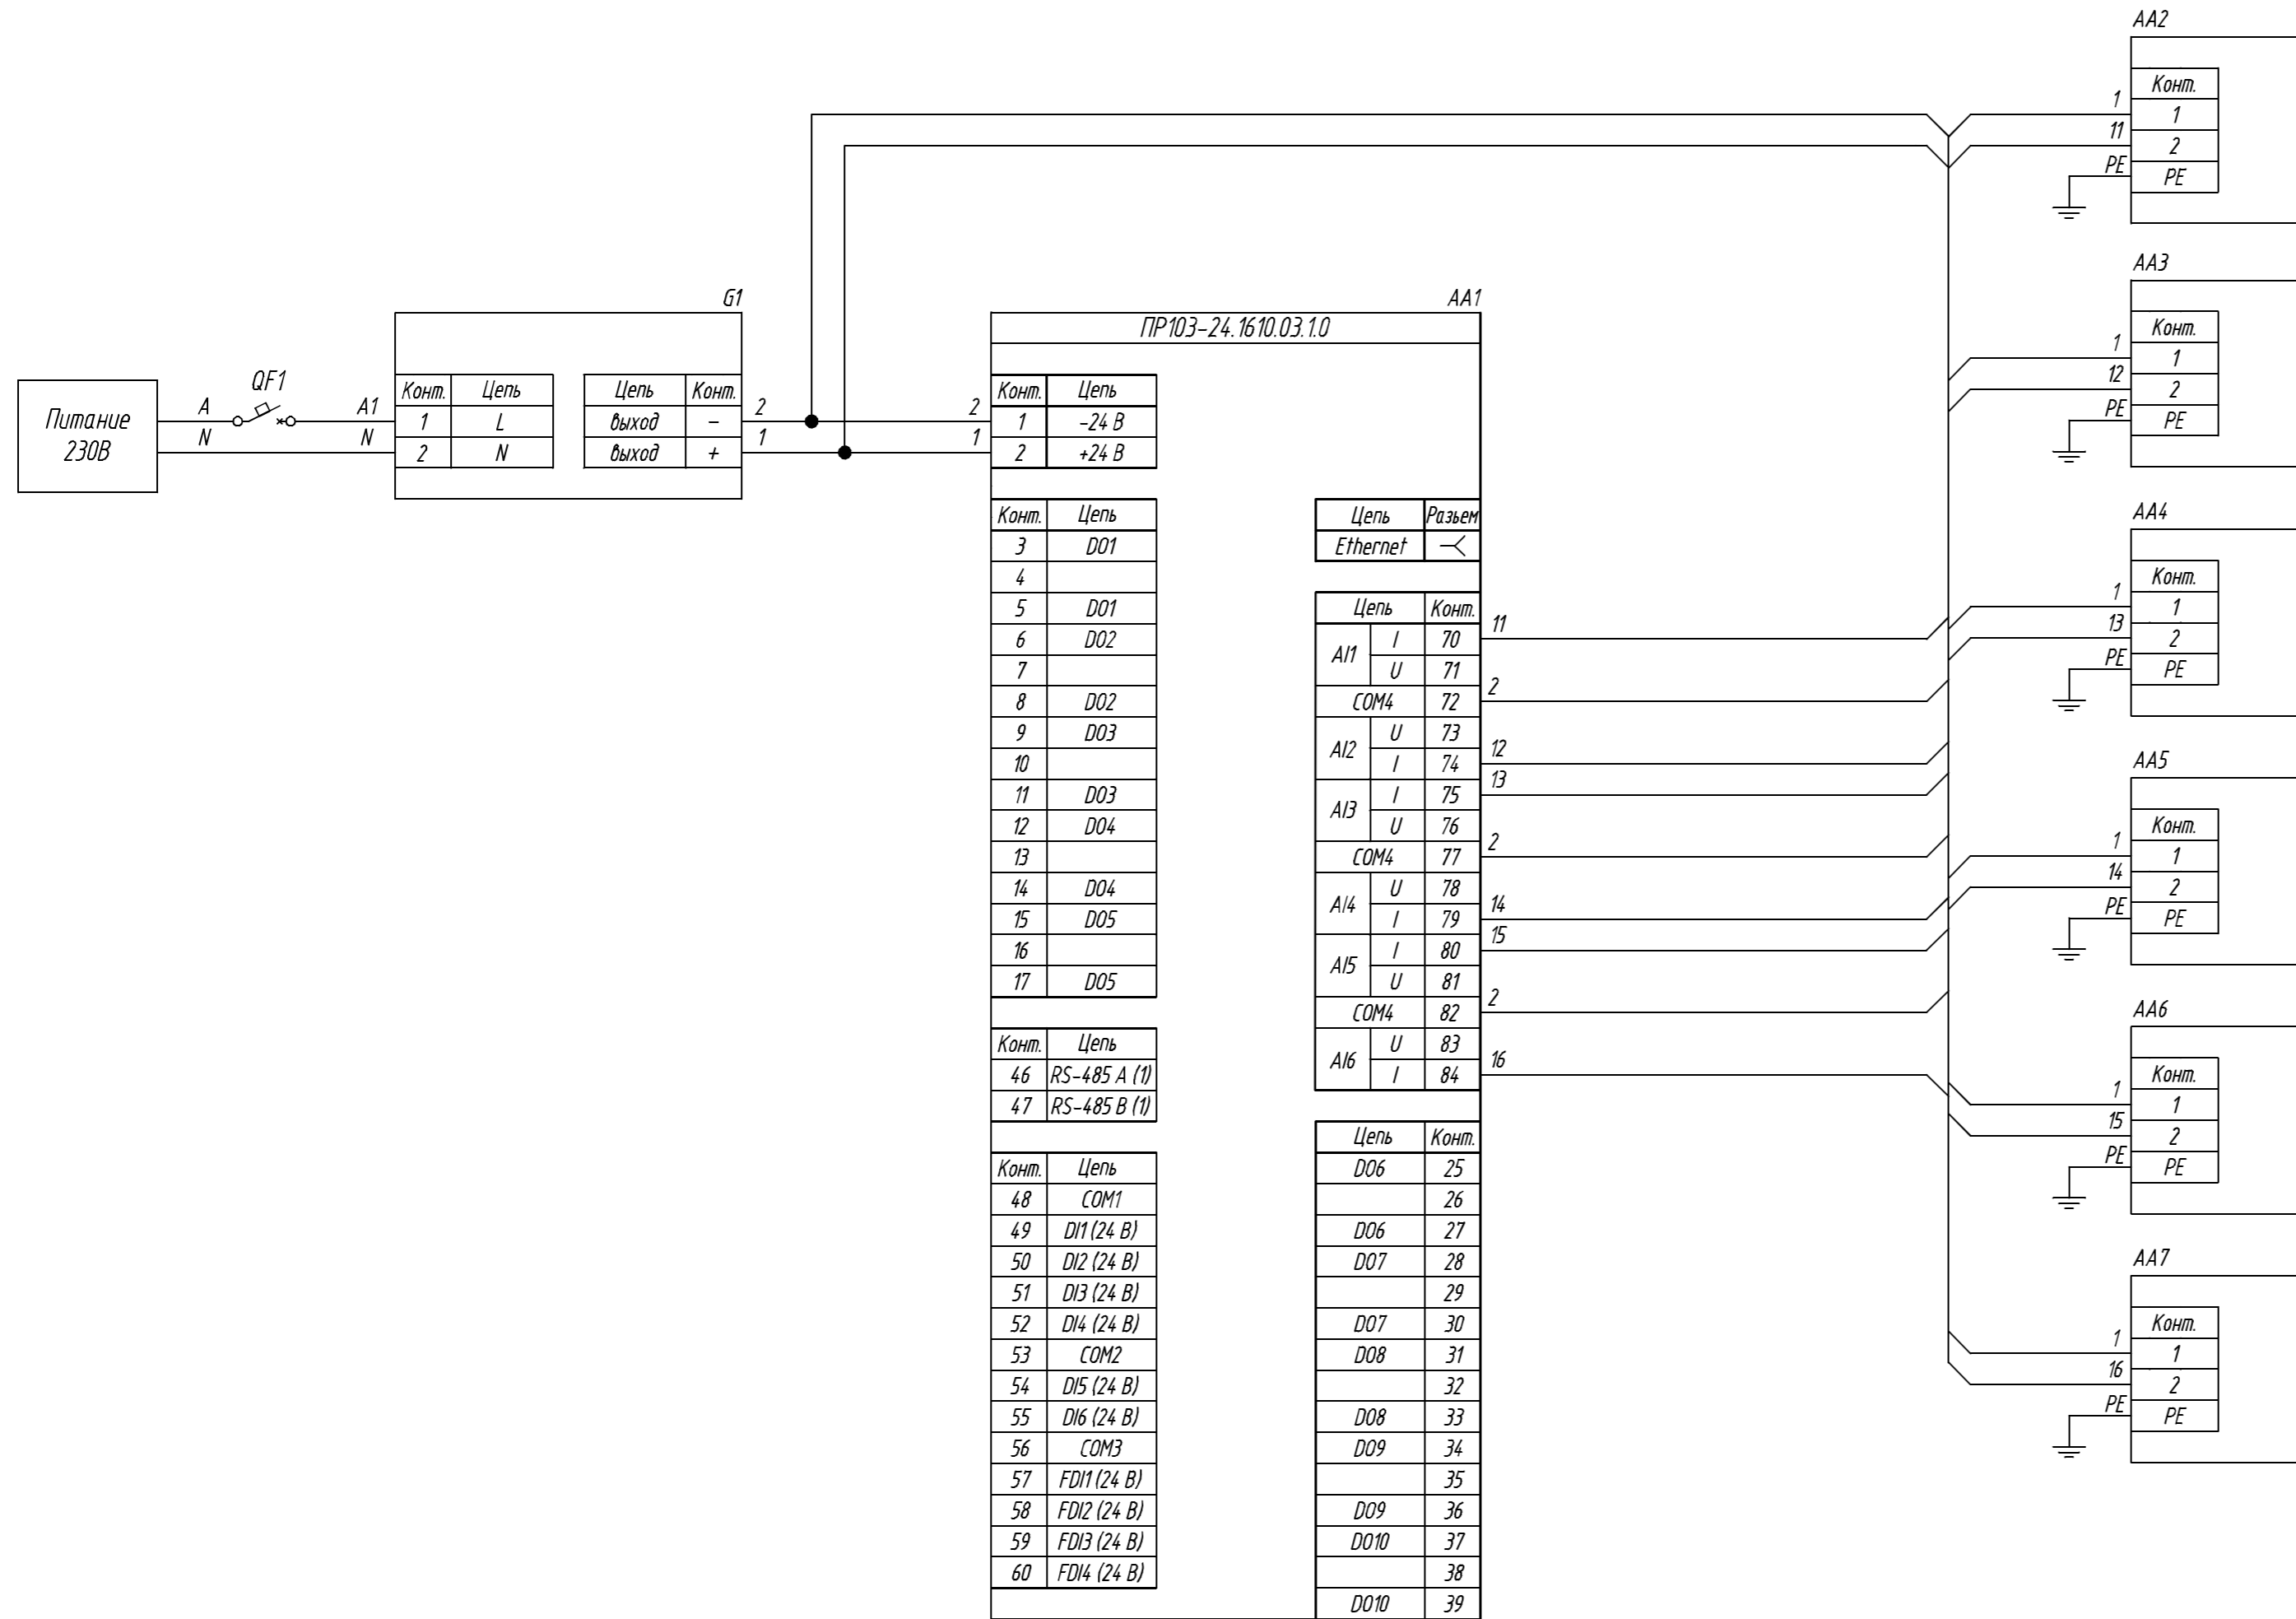 AA2
Конт.
1 1
11 2
PE PE
AA3
Конт.
1 1
12 2
PE PE
AA4
Конт.
1 1
13 2
PE PE
AA5
Конт.
1 1
14 2
PE PE
AA6
Конт.
1 1
15 2
PE PE
AA7
Конт.
1 1
16 2
PE PE
Питание
230В
QF1
A A1
N N
G1
Конт. Цепь
1 L
2 N
Цепь Конт.
выход –
выход +
2 2
1 1
AA1
ПР103-24.1610.03.1.0
Конт. Цепь
1 -24 В
2 +24 В
Конт. Цепь
3 DO1
4
5 DO1
6 DO2
7
8 DO2
9 DO3
10
11 DO3
12 DO4
13
14 DO4
15 DO5
16
17 DO5
Конт. Цепь
46 RS-485 A (1)
47 RS-485 B (1)
Конт. Цепь
48 COM1
49 DI1 (24 В)
50 DI2 (24 В)
51 DI3 (24 В)
52 DI4 (24 В)
53 COM2
54 DI5 (24 В)
55 DI6 (24 В)
56 COM3
57 FDI1 (24 В)
58 FDI2 (24 В)
59 FDI3 (24 В)
60 FDI4 (24 В)
Цепь Разъем
Ethernet
Цепь Конт.
AI1 I 70 11
U 71
COM4 72 2
AI2 U 73
I 74 12
AI3 I 75 13
U 76
COM4 77 2
AI4 U 78
I 79 14
AI5 I 80 15
U 81
COM4 82 2
AI6 U 83
I 84 16
Цепь Конт.
DO6 25
26
DO6 27
DO7 28
29
DO7 30
DO8 31
32
DO8 33
DO9 34
35
DO9 36
DO10 37
38
DO10 39